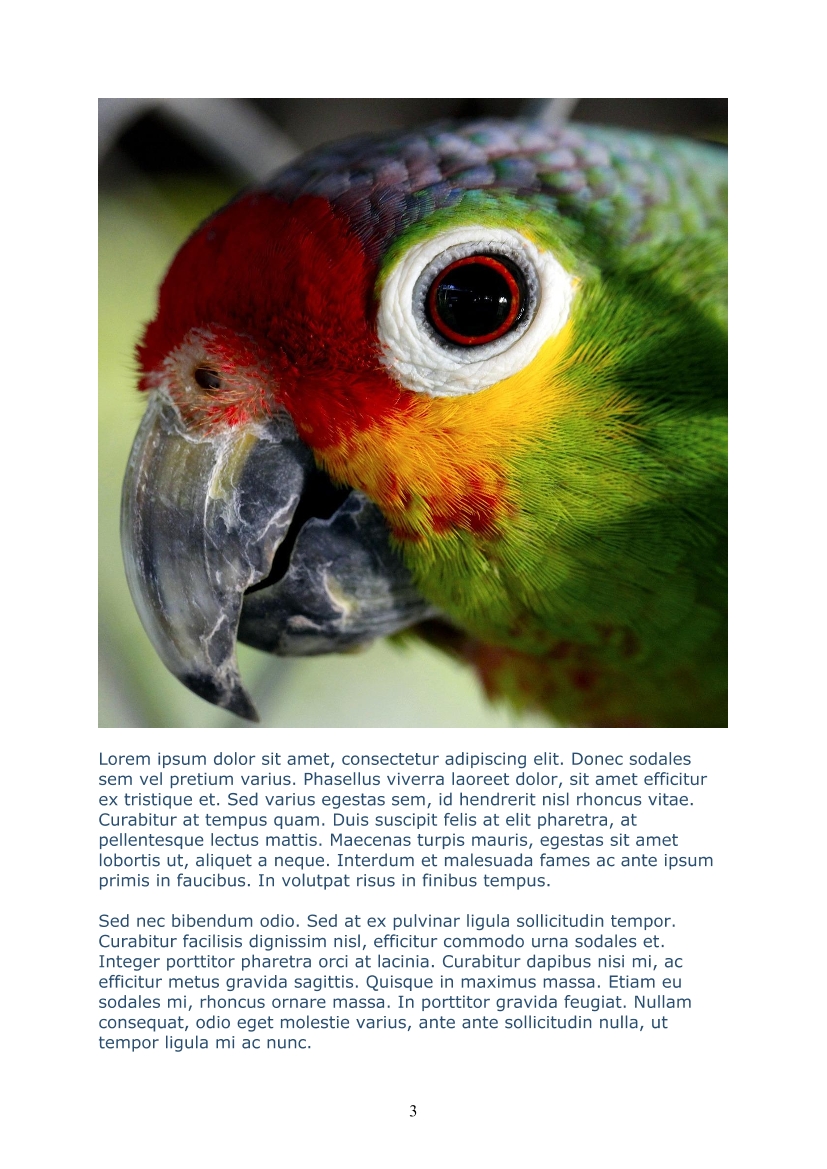 Lorem ipsum dolor sit amet, consectetur adipiscing elit. Donec sodales
sem vel pretium varius. Phasellus viverra laoreet dolor, sit amet efficitur
ex tristique et. Sed varius egestas sem, id hendrerit nisl rhoncus vitae.
Curabitur at tempus quam. Duis suscipit felis at elit pharetra, at
pellentesque lectus mattis. Maecenas turpis mauris, egestas sit amet
lobortis ut, aliquet a neque. Interdum et malesuada fames ac ante ipsum
primis in faucibus. In volutpat risus in finibus tempus.
Sed nec bibendum odio. Sed at ex pulvinar ligula sollicitudin tempor.
Curabitur facilisis dignissim nisl, efficitur commodo urna sodales et.
Integer porttitor pharetra orci at lacinia. Curabitur dapibus nisi mi, ac
efficitur metus gravida sagittis. Quisque in maximus massa. Etiam eu
sodales mi, rhoncus ornare massa. In porttitor gravida feugiat. Nullam
consequat, odio eget molestie varius, ante ante sollicitudin nulla, ut
tempor ligula mi ac nunc.
3